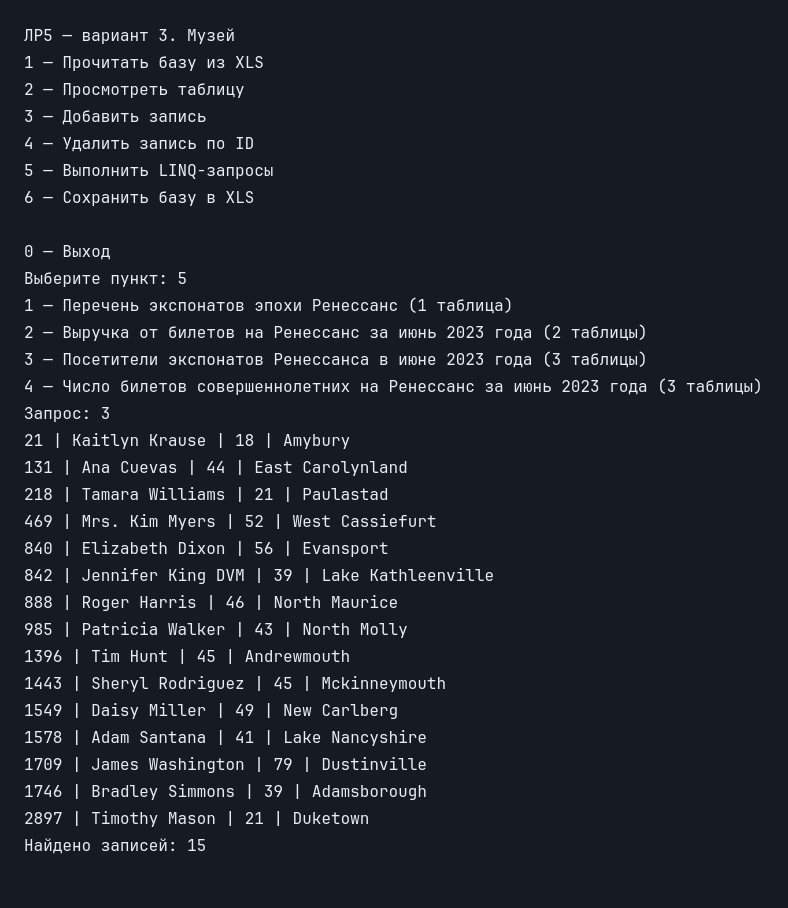 ЛР5 — вариант 3. Музей
1 — Прочитать базу из XLS
2 — Просмотреть таблицу
3 — Добавить запись
4 — Удалить запись по ID
5 — Выполнить LINQ-запросы
6 — Сохранить базу в XLS
0 — Выход
Выберите пункт: 5
1 — Перечень экспонатов эпохи Ренессанс (1 таблица)
2 — Выручка от билетов на Ренессанс за июнь 2023 года (2 таблицы)
3 — Посетители экспонатов Ренессанса в июне 2023 года (3 таблицы)
4 — Число билетов совершеннолетних на Ренессанс за июнь 2023 года (3 таблицы)
Запрос: 3
21 | Kaitlyn Krause | 18 | Amybury
131 | Ana Cuevas | 44 | East Carolynland
218 | Tamara Williams | 21 | Paulastad
469 | Mrs. Kim Myers | 52 | West Cassiefurt
840 | Elizabeth Dixon | 56 | Evansport
842 | Jennifer King DVM | 39 | Lake Kathleenville
888 | Roger Harris | 46 | North Maurice
985 | Patricia Walker | 43 | North Molly
1396 | Tim Hunt | 45 | Andrewmouth
1443 | Sheryl Rodriguez | 45 | Mckinneymouth
1549 | Daisy Miller | 49 | New Carlberg
1578 | Adam Santana | 41 | Lake Nancyshire
1709 | James Washington | 79 | Dustinville
1746 | Bradley Simmons | 39 | Adamsborough
2897 | Timothy Mason | 21 | Duketown
Найдено записей: 15